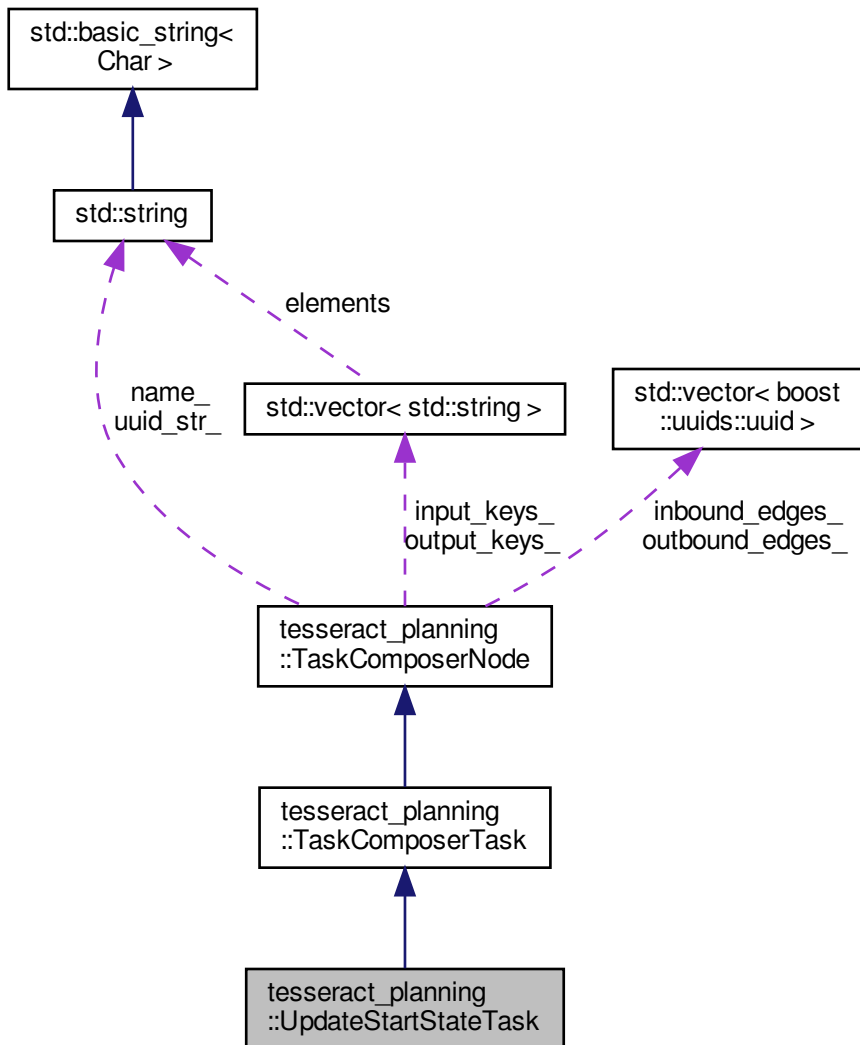 std::basic_string<
Char >
std::string
elements
name_
uuid_str_
std::vector< std::string >
std::vector< boost
::uuids::uuid >
input_keys_
output_keys_
inbound_edges_
outbound_edges_
tesseract_planning
::TaskComposerNode
tesseract_planning
::TaskComposerTask
tesseract_planning
::UpdateStartStateTask